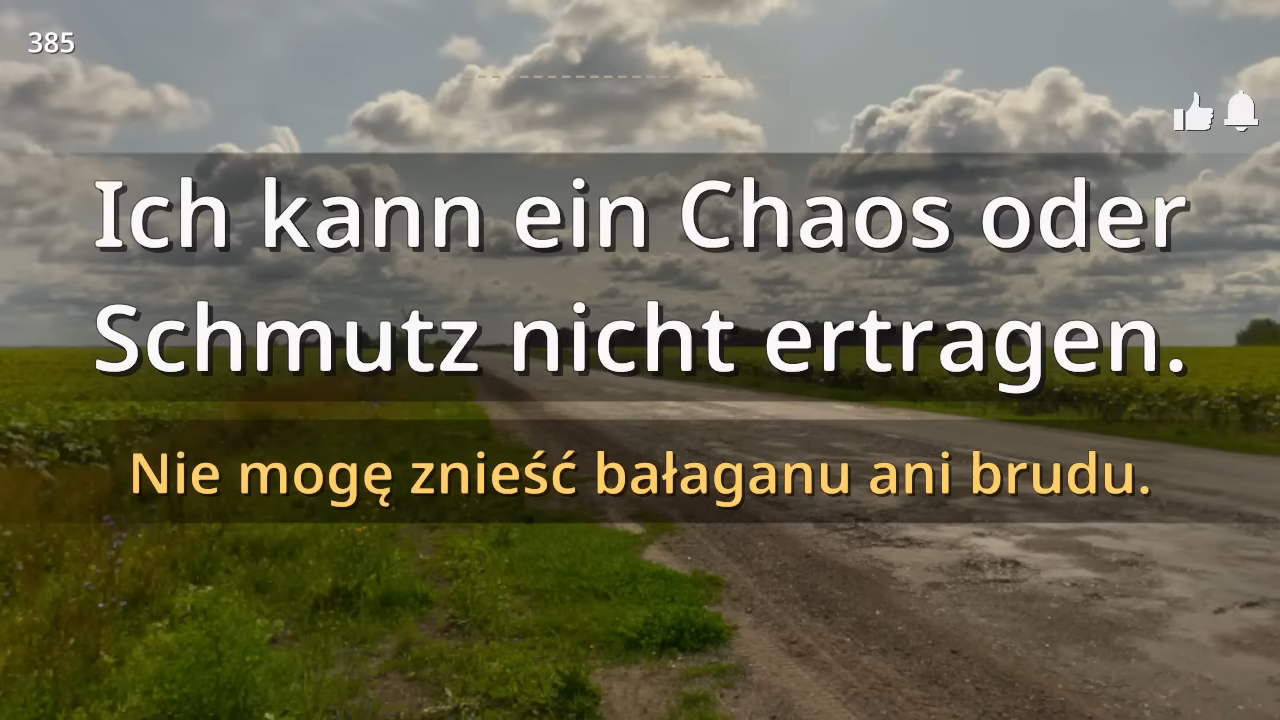 385
Ich kann ein Chaos oder
Schmutz nicht ertragen.
Nie mogę znieść bałaganu ani brudu.